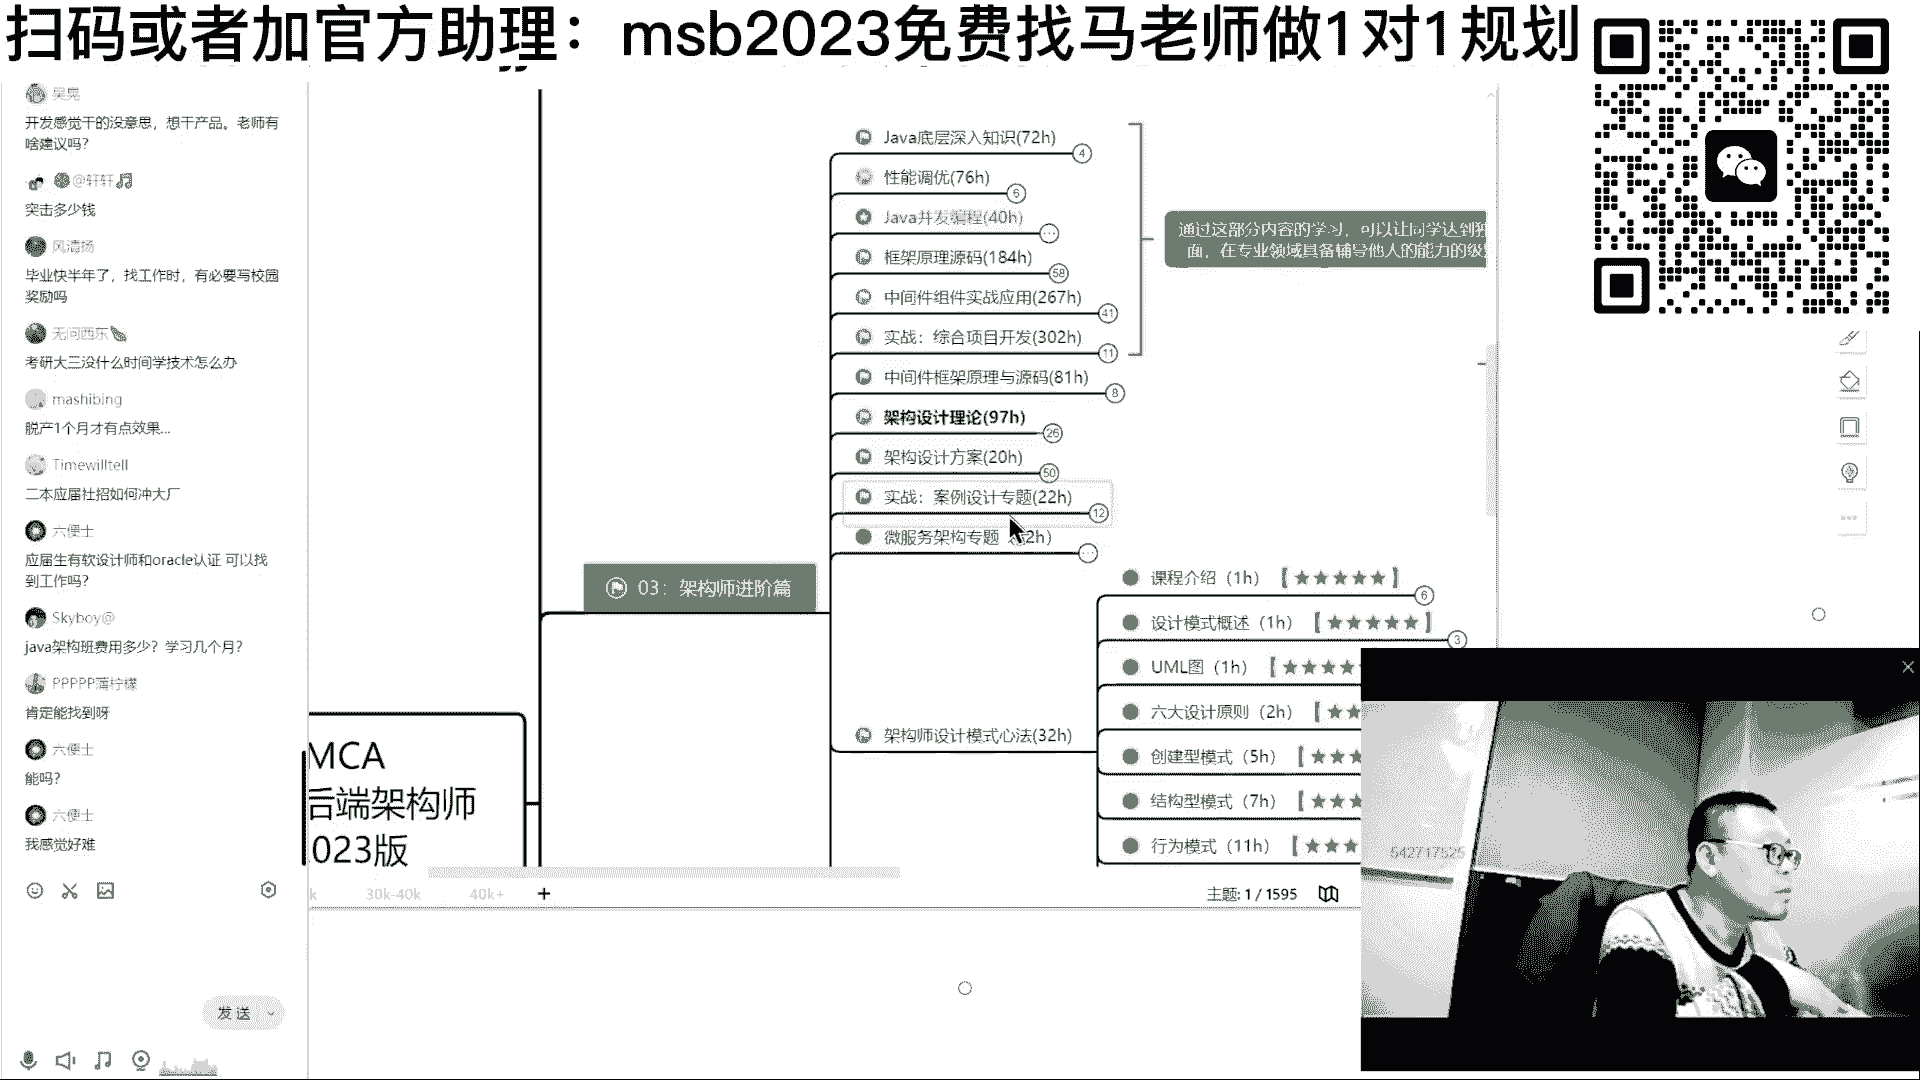 扫码或者加官方助理：msb2023免费找马老师做1对1规划
吴晃
开发感觉干的没意思，想干产品。老师有
啥建议吗？
@轩轩
突击多少钱
风清扬
毕业快半年了，找工作时，有必要写校园
奖励吗
无问西东
考研大三没什么时间学技术怎么办
mashibing
脱产1个月才有点效果...
Timewilltell
二本应届社招如何冲大厂
六便士
应届生有软设计师和oracle认证 可以找
到工作吗？
Skyboy@
java架构班费用多少？学习几个月？
PPPPP薄柠檬
肯定能找到呀
六便士
能吗？
六便士
我感觉好难
发送
Java底层深入知识(72h)
4
性能调优(76h)
6
Java并发编程(40h)
框架原理源码(184h)
58
中间件组件实战应用(267h)
41
实战：综合项目开发(302h)
11
中间件框架原理与源码(81h)
8
架构设计理论(97h)
26
架构设计方案(20h)
50
实战：案例设计专题(22h)
12
微服务架构专题
2h)
通过这部分内容的学习，可以让同学达到
面，在专业领域具备辅导他人的能力的级
03：架构师进阶篇
架构师设计模式心法(32h)
课程介绍（1h）【★★★★★】
6
设计模式概述（1h）【★★★★★】
3
UML图（1h）【★★★★
六大设计原则（2h）【★★
创建型模式（5h）【★★★
结构型模式（7h）【★★★
行为模式（11h）【★★★
MCA
后端架构师
023版
k
30k-40k
40k+
主题: 1 / 1595
542717525